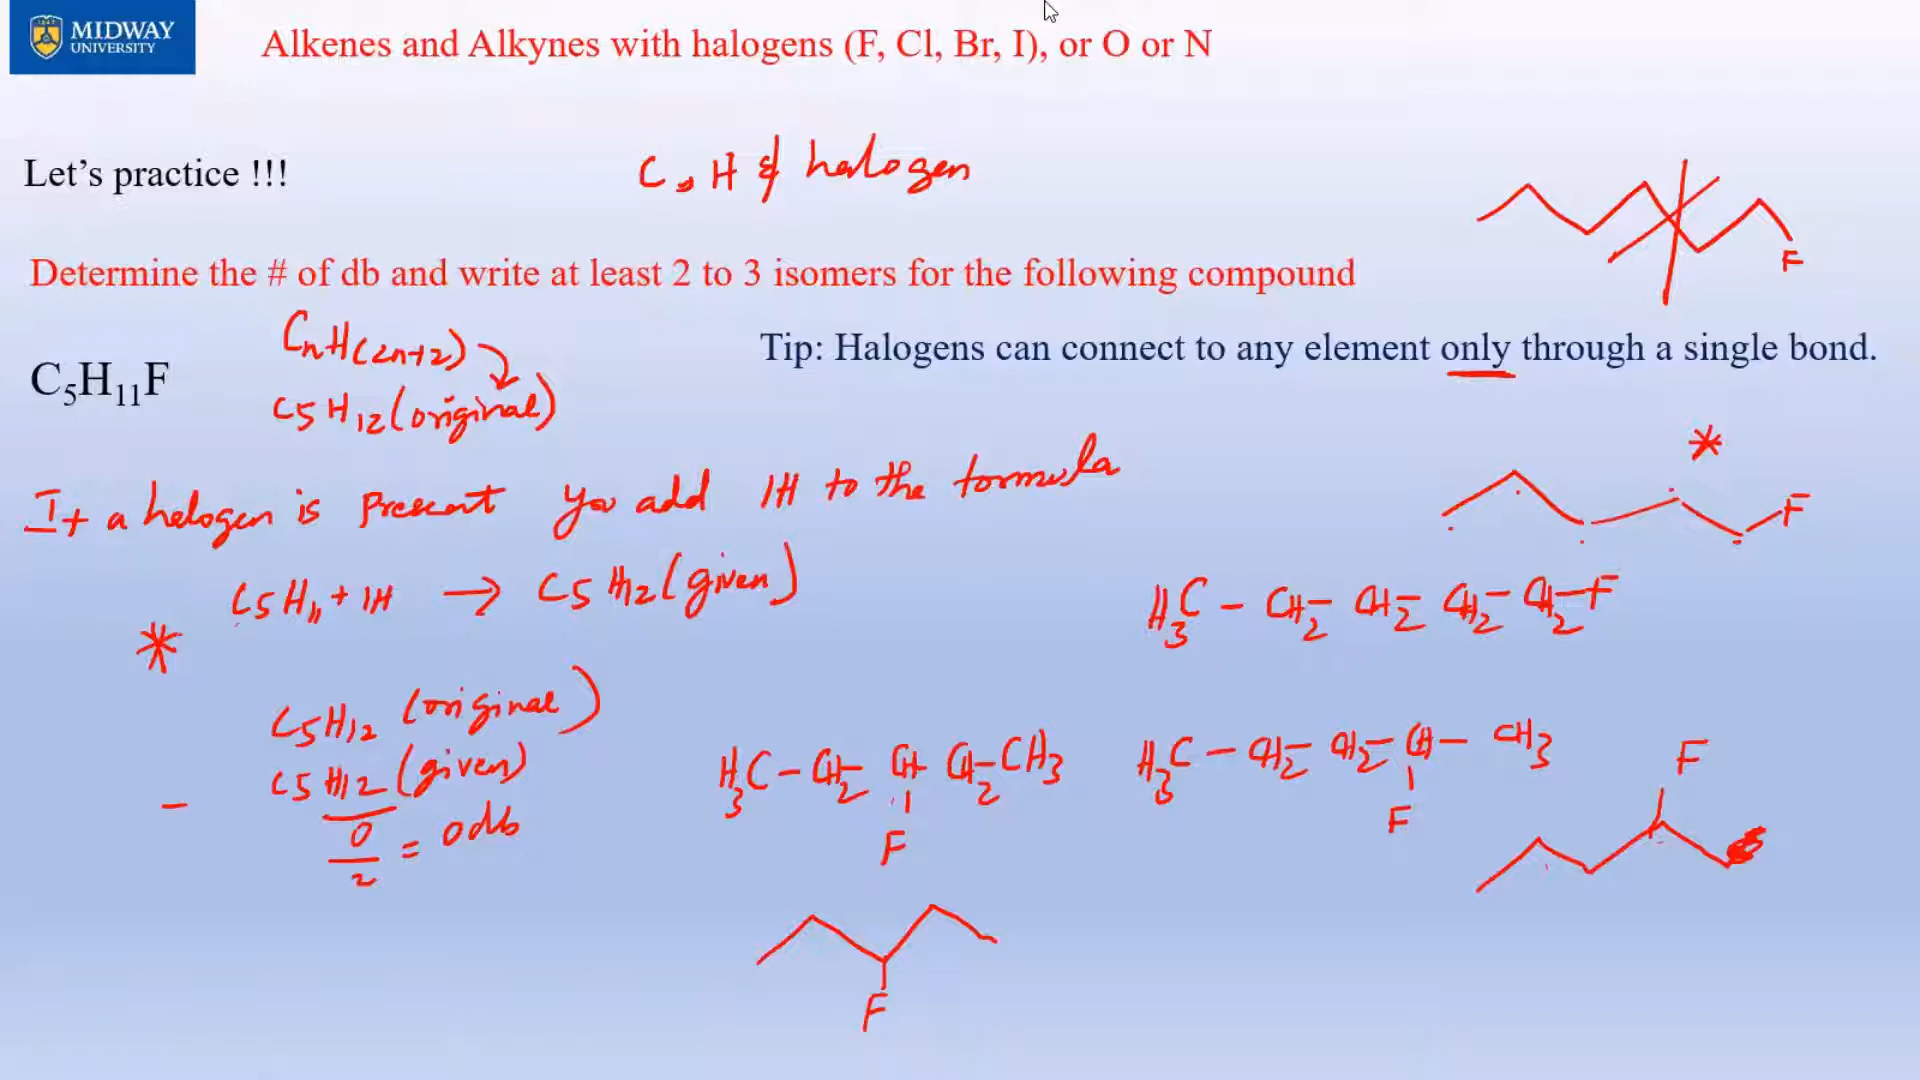 MIDWAY
UNIVERSITY
Alkenes and Alkynes with halogens (F, Cl, Br, I), or O or N
Let's practice !!!
C, H & halogen
F
Determine the # of db and write at least 2 to 3 isomers for the following compound
CnH(2n+2)
Tip: Halogens can connect to any element only through a single bond.
C₅H₁₁F
C5H12 (original)
*
If a halogen is present you add 1H to the formula
F
C5H11 + 1H → C5H12 (given)
H3C - CH2 - CH2 - CH2 - CH2 - F
*
C5H12 (original)
C5H12 (given)
-
0
2
= 0db
H3C - CH2 CH CH2 - CH3
F
H3C - CH2 - CH2 - CH - CH3
F
F
F